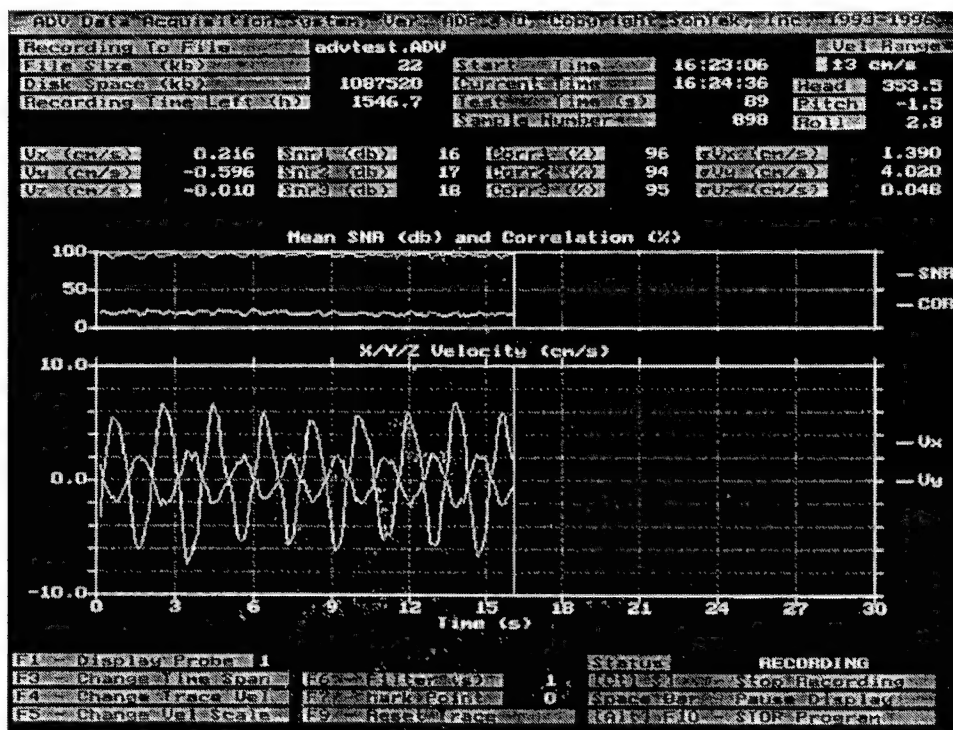 ADV Data Acquisition System, Ver. ADF 3.0, Copyright SonTek, Inc, 1993-1996
Recording To File advtest.ADV Vel Range
File Size (kb) 22 Start Time 16:23:06 ±3 cm/s
Disk Space (kb) 1087520 Current Time 16:24:36 Head 353.5
Recording Time Left (h) 1546.7 Test Time (s) 89 Pitch -1.5
Sample Number 898 Roll 2.8
Vx (cm/s) 0.216 Snr1 (db) 16 Corr1 (%) 96 σVx (cm/s) 1.390
Vy (cm/s) -0.596 Snr2 (db) 17 Corr2 (%) 94 σVy (cm/s) 4.020
Vz (cm/s) -0.010 Snr3 (db) 18 Corr3 (%) 95 σVz (cm/s) 0.048
Mean SNR (db) and Correlation (%)
100
50
0
SNR
COR
X/Y/Z Velocity (cm/s)
10.0
0.0
-10.0
Vx
Vy
0 3 6 9 12 15 18 21 24 27 30
Time (s)
F1 - Display Probe 1 Status RECORDING
F3 - Change Time Span F6 - Filter (s) 1 Stop Recording
F4 - Change Trace Vel F7 - Mark Point 0 Space Bar - Pause Display
F5 - Change Vel Scale F9 - Reset Trace [Alt] F10 - STOP Program